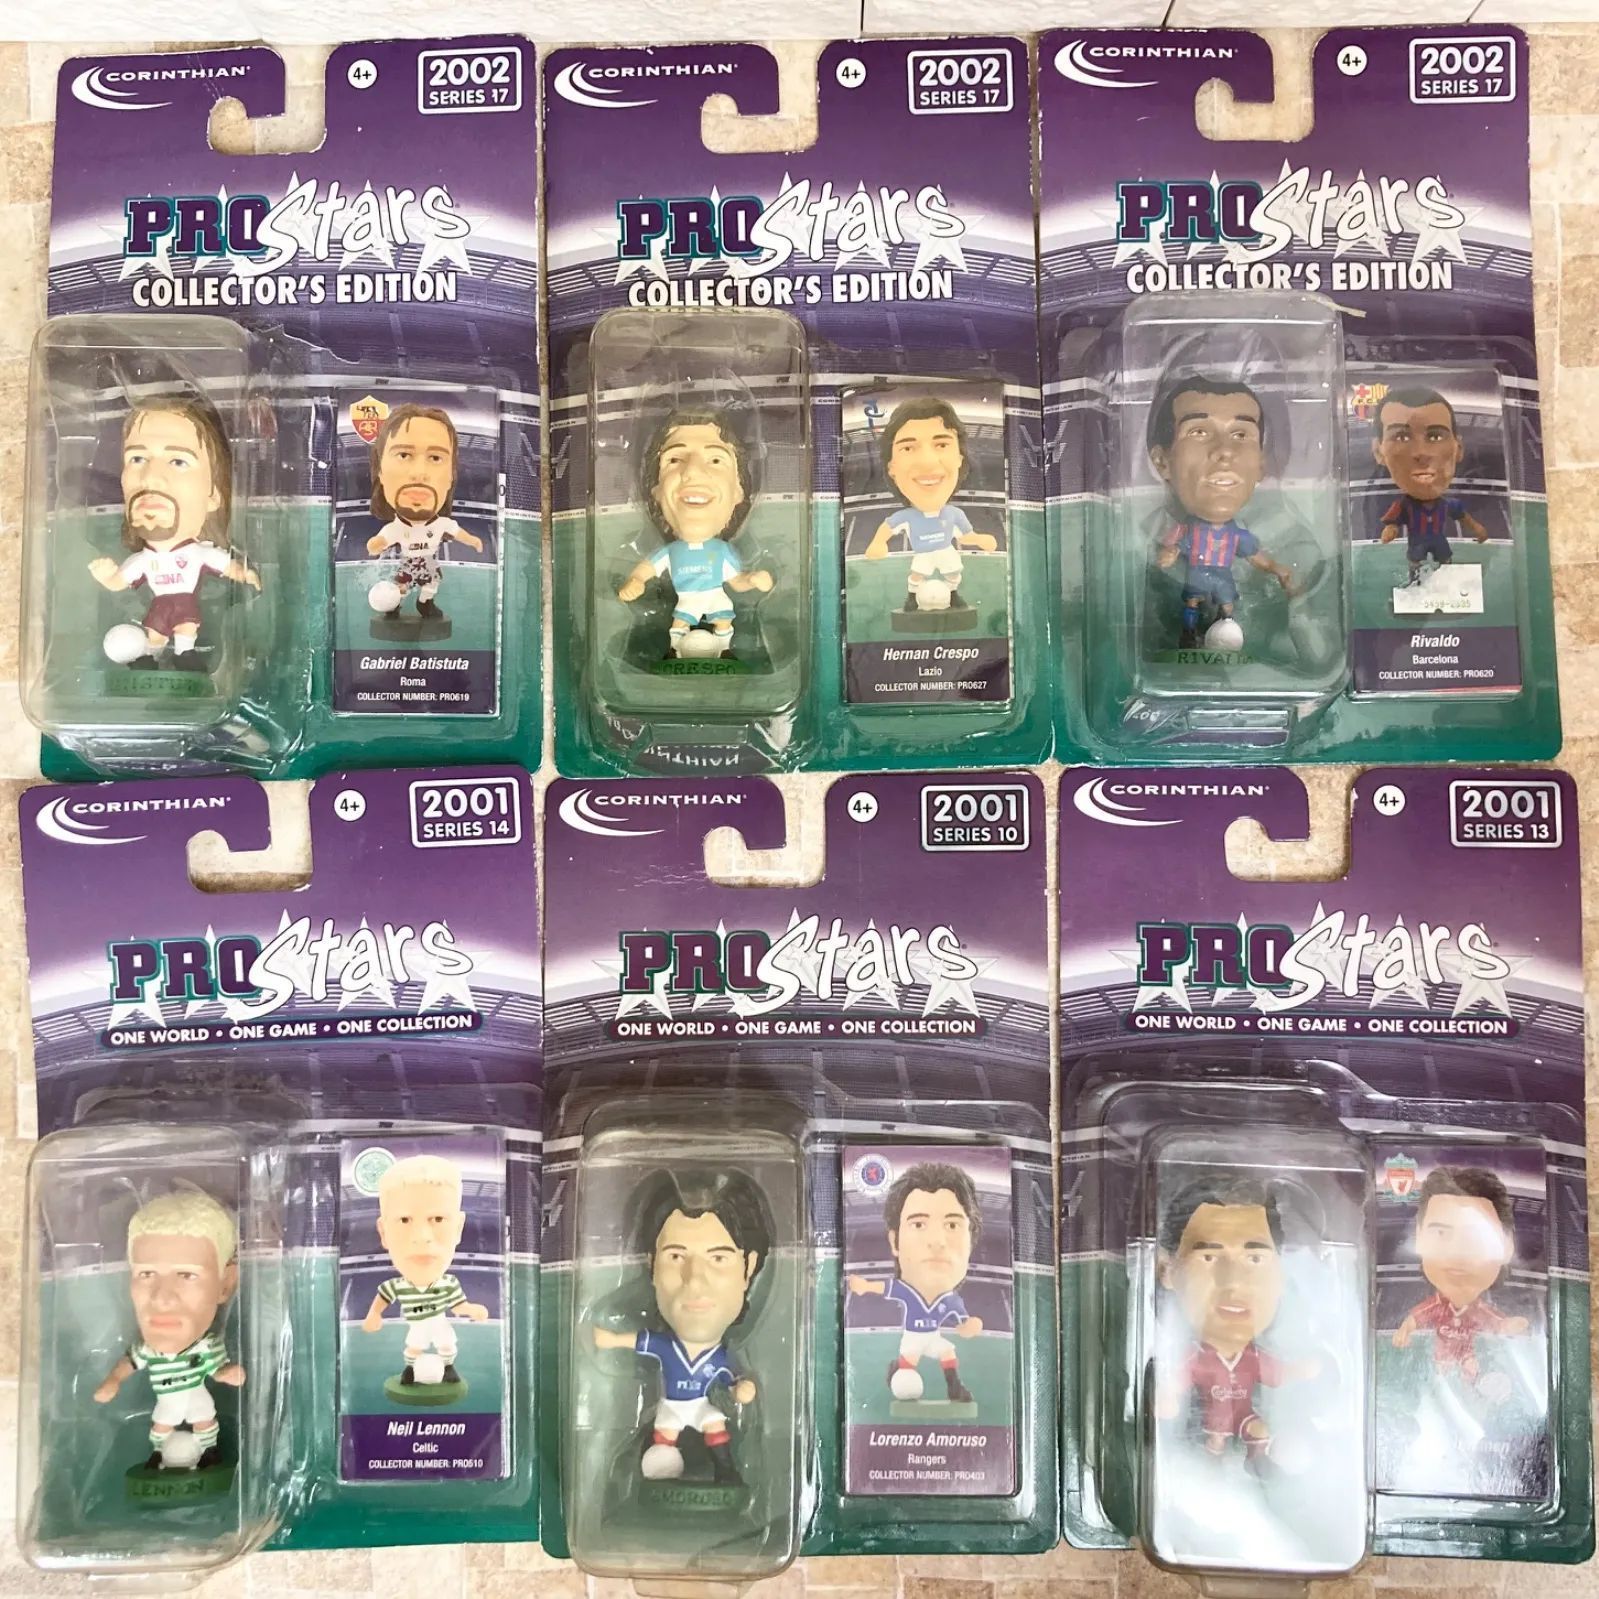 CORINTHIAN
4+
2002
SERIES 17
PROStars
COLLECTOR'S EDITION
Gabriel Batistuta
Roma
COLLECTOR NUMBER: PRO619
CORINTHIAN
4+
2002
SERIES 17
PROStars
COLLECTOR'S EDITION
SIEMENS
CRESPO
Hernan Crespo
Lazio
COLLECTOR NUMBER: PRO627
CORINTHIAN
4+
2002
SERIES 17
PROStars
COLLECTOR'S EDITION
Rivaldo
Barcelona
COLLECTOR NUMBER: PRO620
CORINTHIAN
4+
2001
SERIES 14
PROStars
ONE WORLD • ONE GAME • ONE COLLECTION
LENNON
Neil Lennon
Celtic
COLLECTOR NUMBER: PRO510
CORINTHIAN
4+
2001
SERIES 10
PROStars
ONE WORLD • ONE GAME • ONE COLLECTION
AMORUSO
Lorenzo Amoruso
Rangers
COLLECTOR NUMBER: PRO403
CORINTHIAN
4+
2001
SERIES 13
PROStars
ONE WORLD • ONE GAME • ONE COLLECTION
Carlsberg